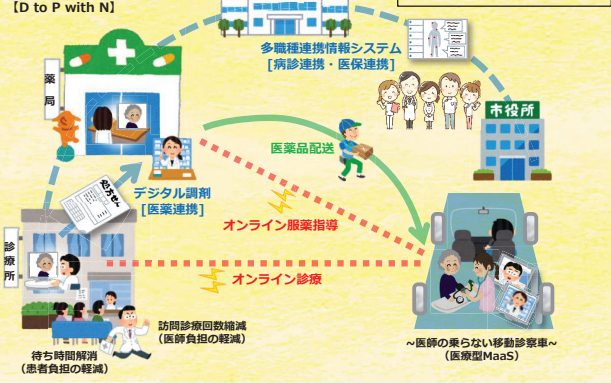 【D to P with N】
多職種連携情報システム
[病診連携・医保連携]
薬局
市役所
医薬品配送
処方せん
デジタル調剤
[医薬連携]
オンライン服薬指導
診療所
オンライン診療
訪問診療回数縮減
（医師負担の軽減）
待ち時間解消
（患者負担の軽減）
~医師の乗らない移動診察車~
（医療型MaaS）